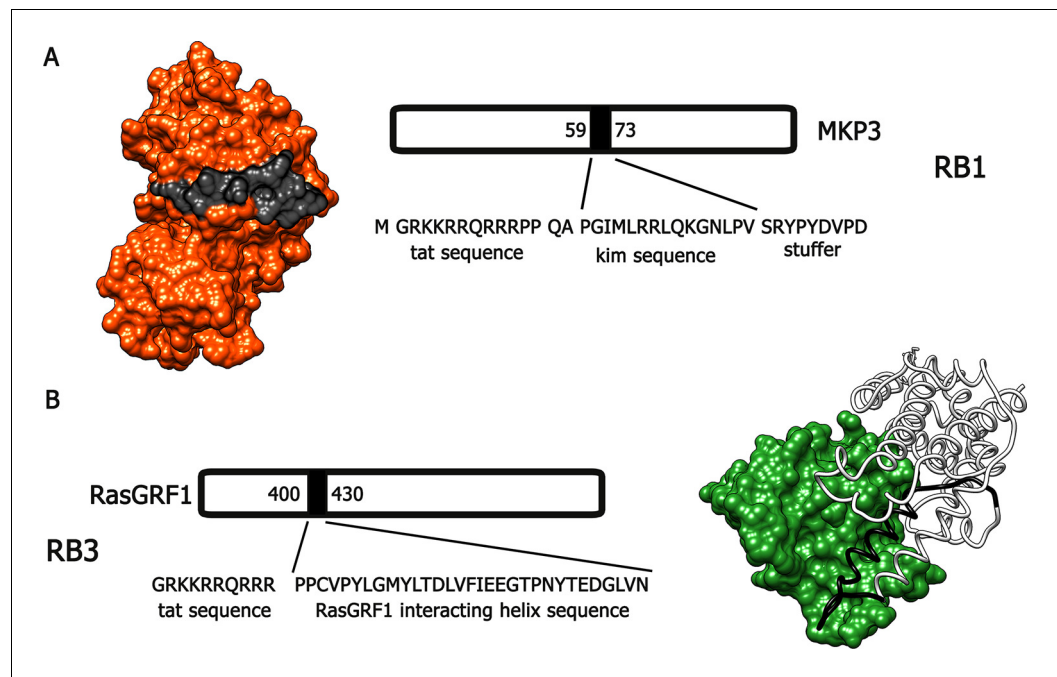 A
59 73 MKP3
RB1
M GRKKRRQRRRPP QA PGIMLRRLQKGNLPV SRYPYDVPD
tat sequence kim sequence stuffer
B
RasGRF1 400 430
RB3
GRKKRRQRRR PPCVPYLGMYLTDLVFIEEGTPNYTEDGLVN
tat sequence RasGRF1 interacting helix sequence